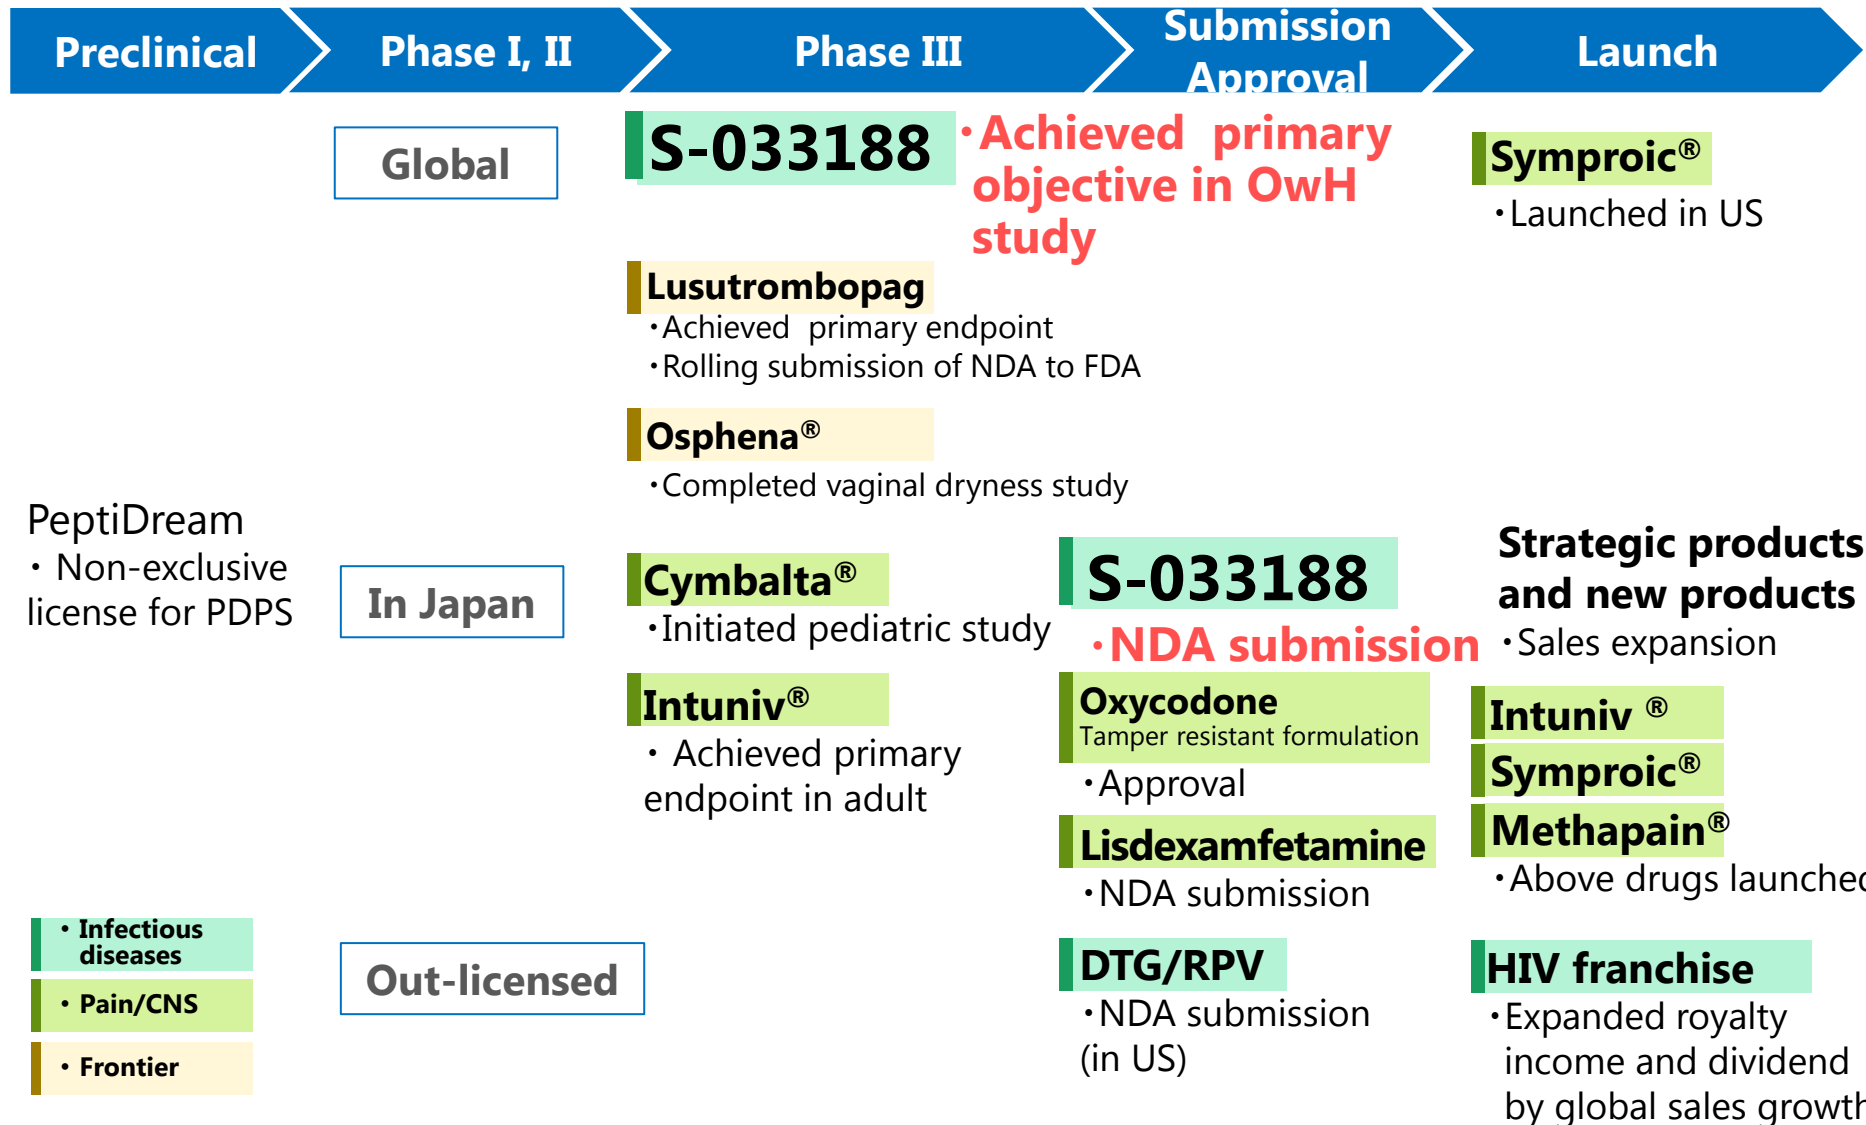 Preclinical
Phase I, II
Phase III
Submission
Approval
Launch
Global
S-033188
・Achieved primary
objective in OwH
study
Symproic®
・Launched in US
Lusutrombopag
・Achieved primary endpoint
・Rolling submission of NDA to FDA
Osphena®
・Completed vaginal dryness study
PeptiDream
・ Non-exclusive
license for PDPS
In Japan
Cymbalta®
・Initiated pediatric study
Intuniv®
・ Achieved primary
endpoint in adult
S-033188
・NDA submission
Oxycodone
Tamper resistant formulation
・Approval
Lisdexamfetamine
・NDA submission
Strategic products
and new products
・Sales expansion
Intuniv ®
Symproic®
Methapain®
・Above drugs launched
・ Infectious
diseases
・ Pain/CNS
・ Frontier
Out-licensed
DTG/RPV
・NDA submission
(in US)
HIV franchise
・Expanded royalty
income and dividend
by global sales growth